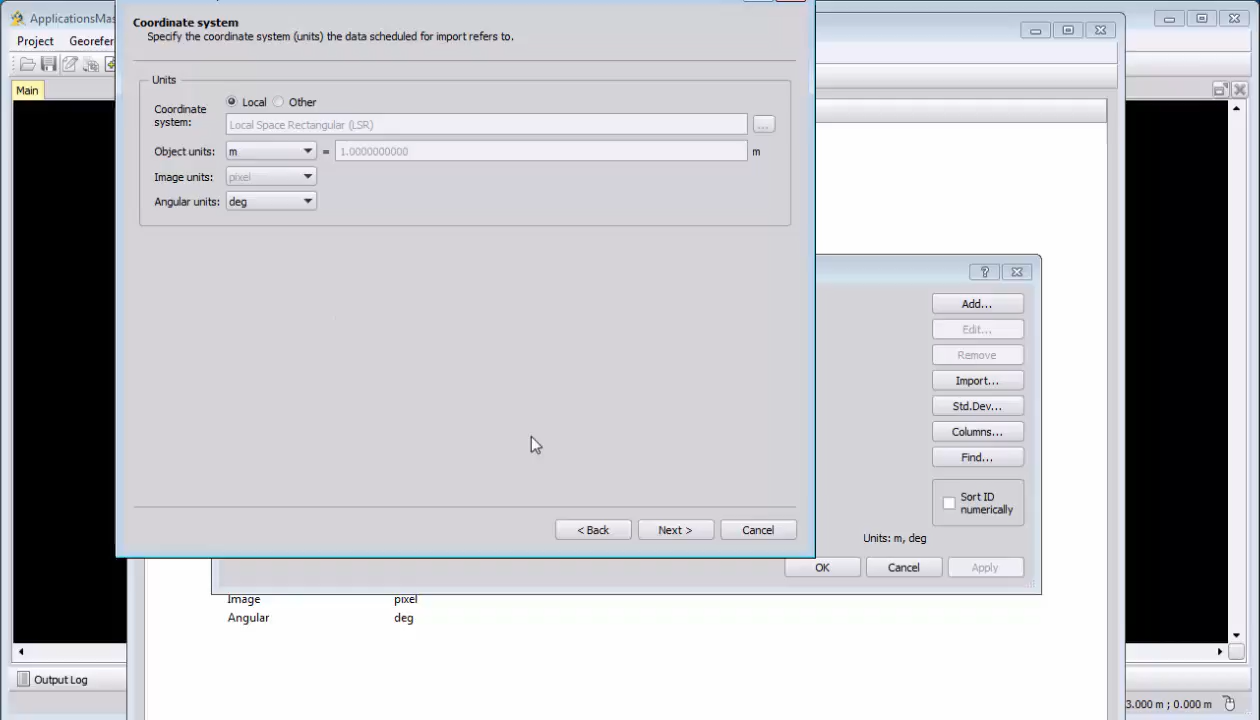 ApplicationsMas
Project Georefer
Main
Coordinate system
Specify the coordinate system (units) the data scheduled for import refers to.
Units
Coordinate system:
Local Other
Local Space Rectangular (LSR)
...
Object units: m = 1.0000000000 m
Image units: pixel
Angular units: deg
< Back Next > Cancel
?
Add...
Edit...
Remove
Import...
Std.Dev...
Columns...
Find...
Sort ID
numerically
Units: m, deg
OK Cancel Apply
Image pixel
Angular deg
Output Log
3.000 m ; 0.000 m